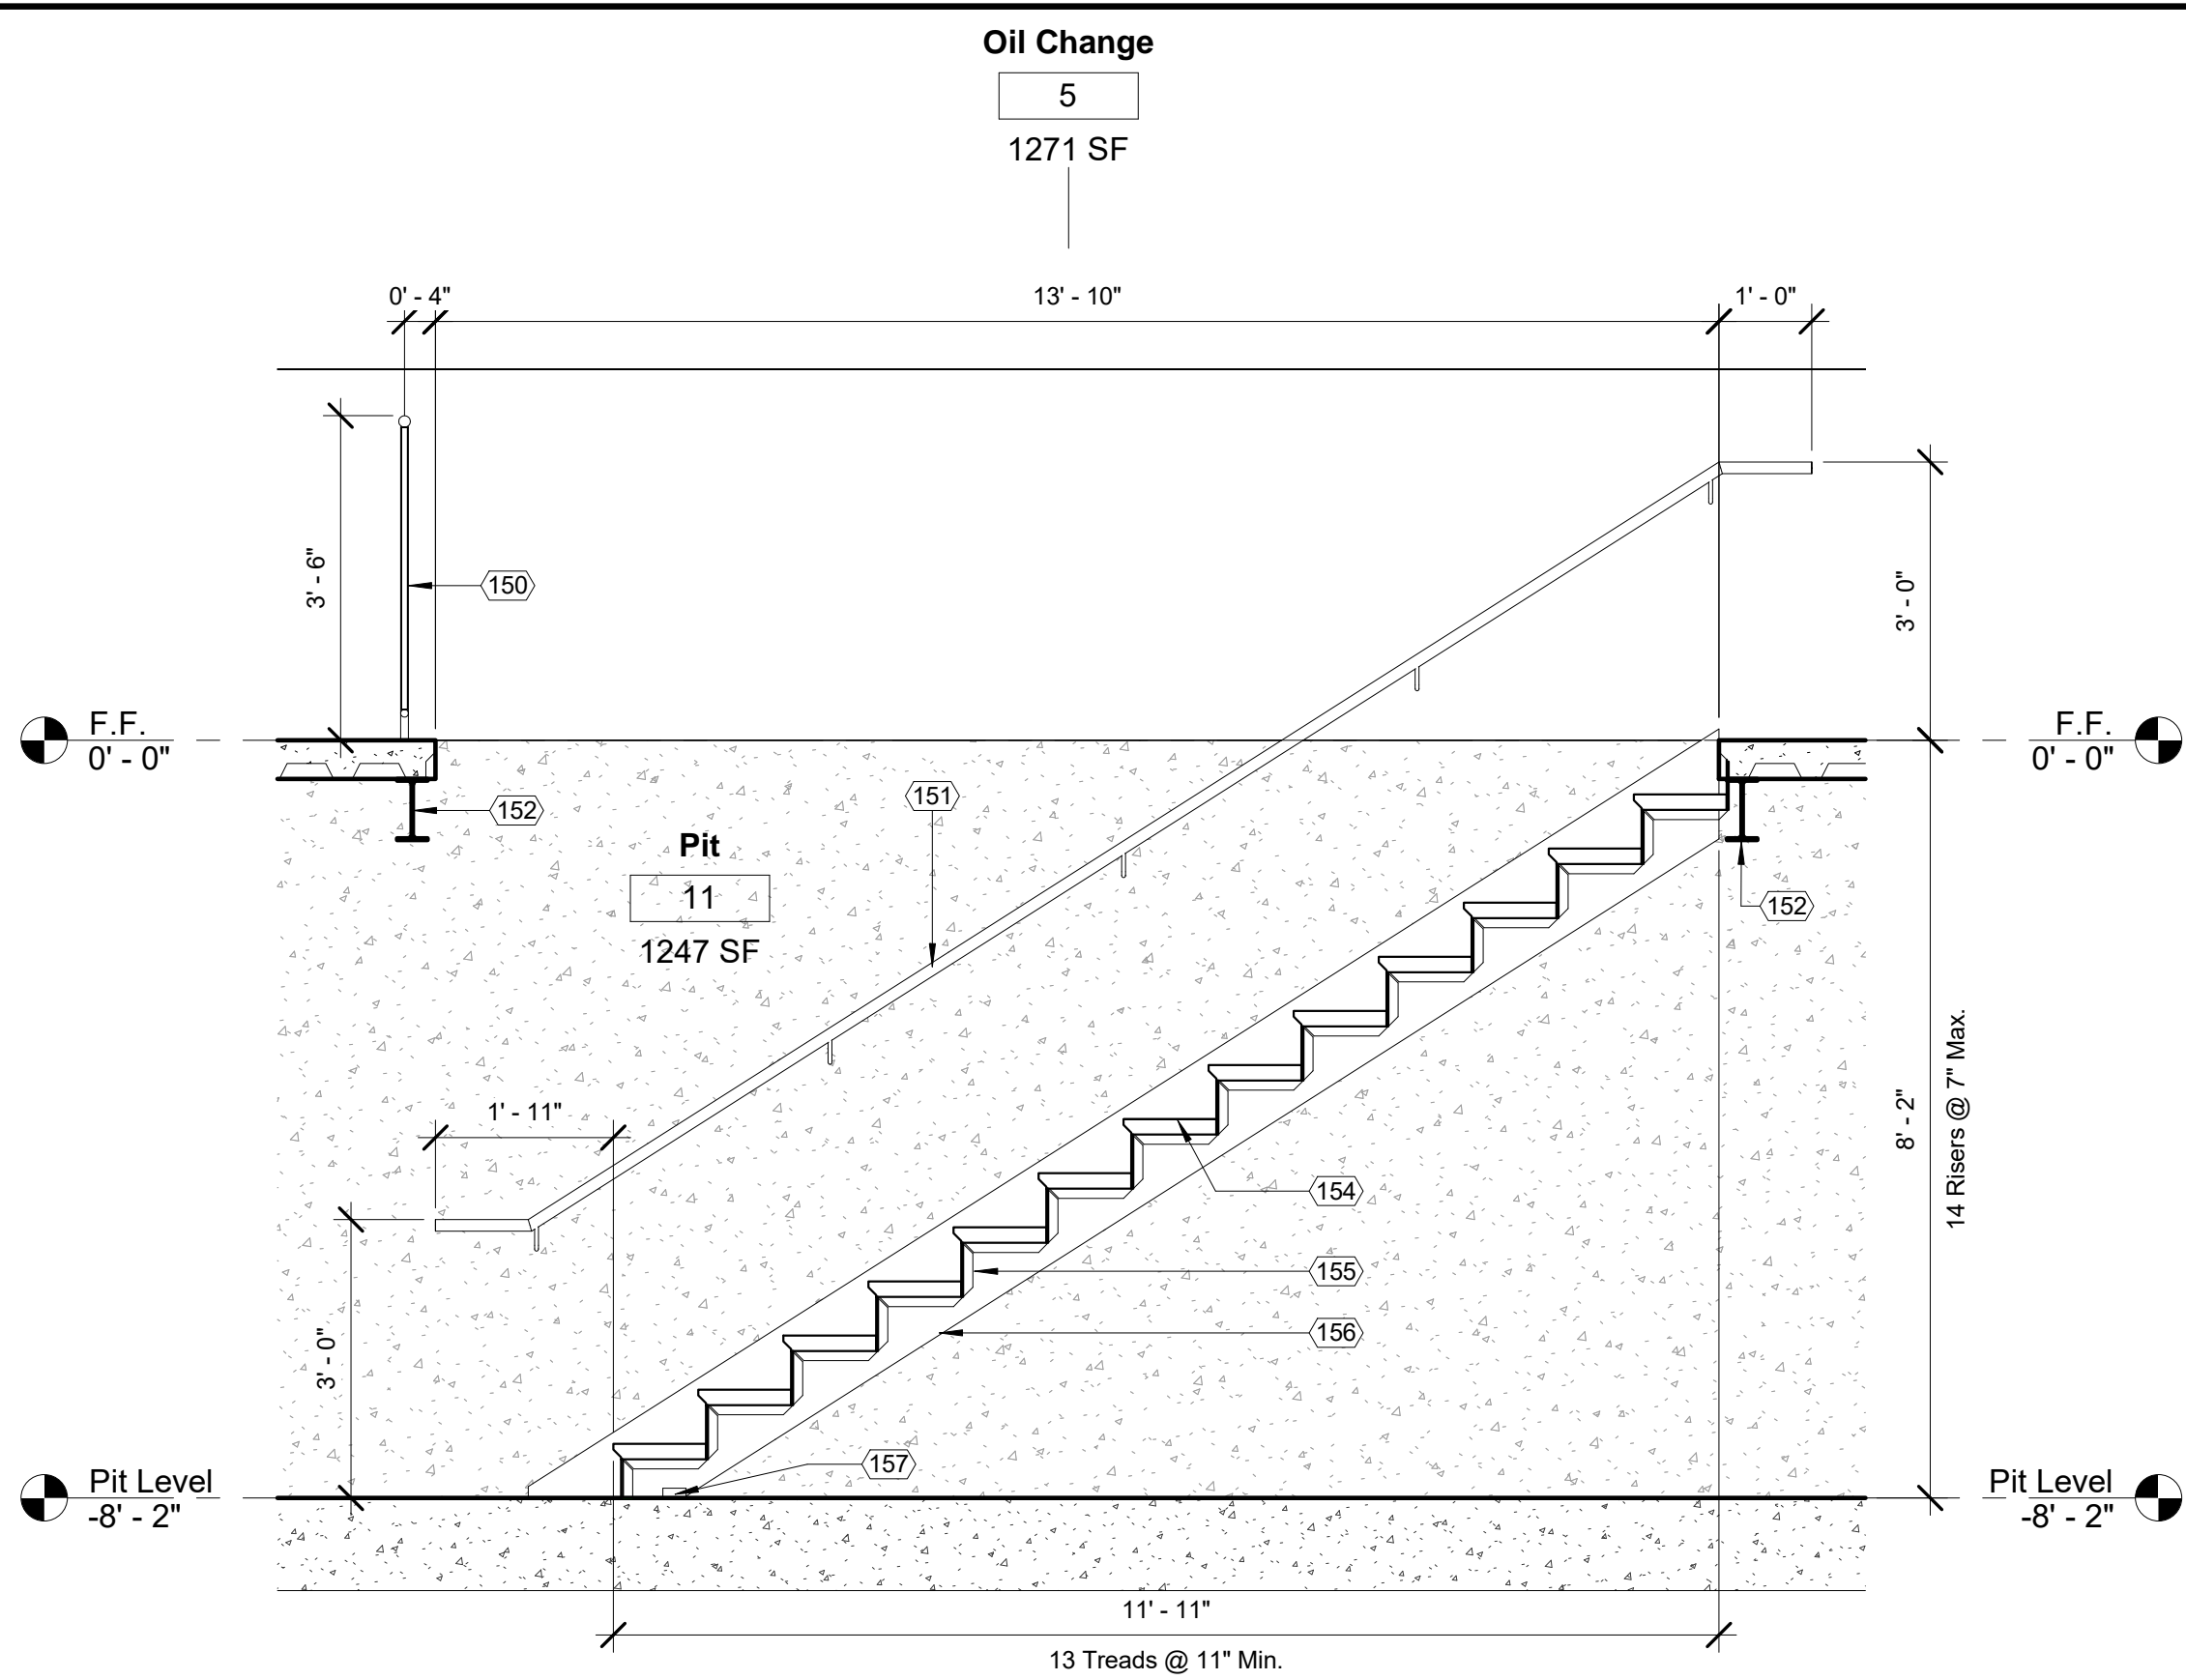 Oil Change
5
1271 SF
0' - 4"
13' - 10"
1' - 0"
3' - 6"
150
3' - 0"
F.F.
0' - 0"
F.F.
0' - 0"
152
151
Pit
11
1247 SF
152
1' - 11"
8' - 2"
14 Risers @ 7" Max.
154
155
156
3' - 0"
157
Pit Level
-8' - 2"
Pit Level
-8' - 2"
11' - 11"
13 Treads @ 11" Min.